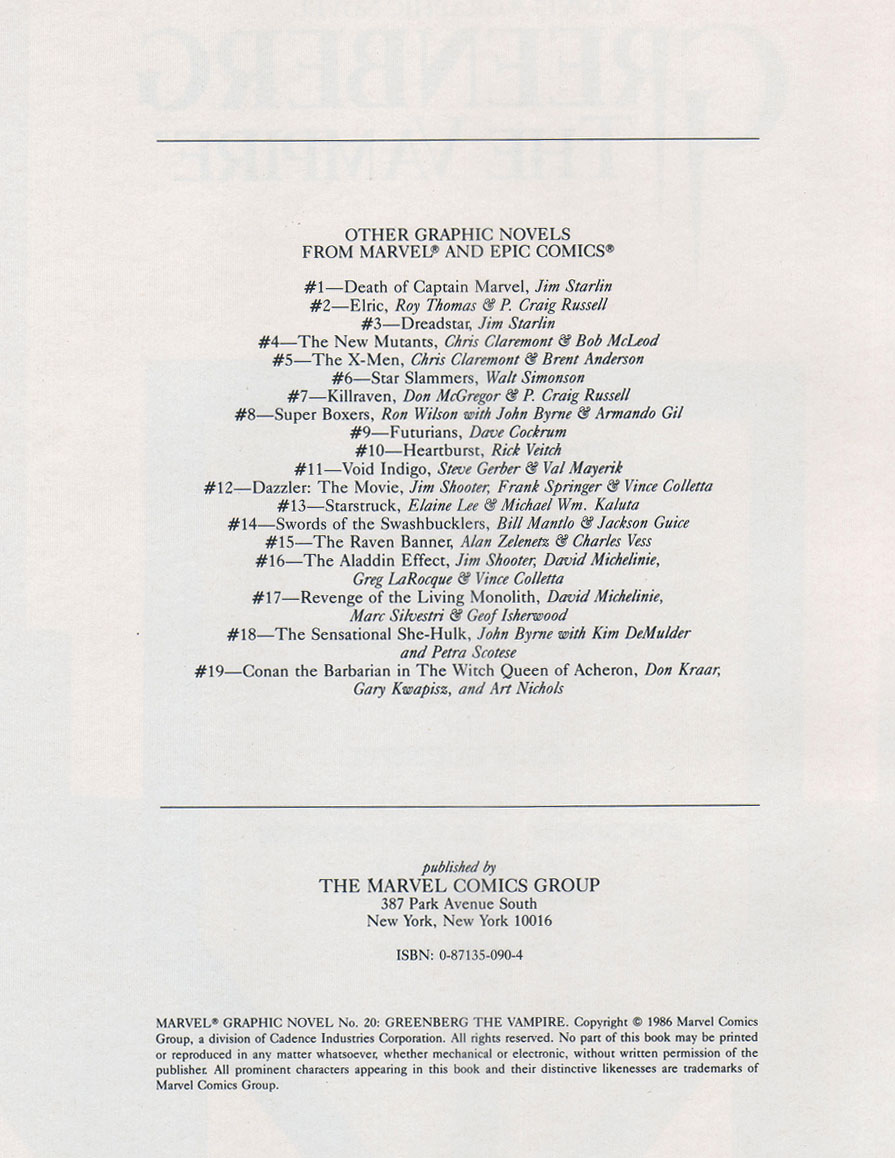 GREENBERG
THE VAMPIRE
OTHER GRAPHIC NOVELS
FROM MARVEL® AND EPIC COMICS®
#1—Death of Captain Marvel, Jim Starlin
#2—Elric, Roy Thomas & P. Craig Russell
#3—Dreadstar, Jim Starlin
#4—The New Mutants, Chris Claremont & Bob McLeod
#5—The X-Men, Chris Claremont & Brent Anderson
#6—Star Slammers, Walt Simonson
#7—Killraven, Don McGregor & P. Craig Russell
#8—Super Boxers, Ron Wilson with John Byrne & Armando Gil
#9—Futurians, Dave Cockrum
#10—Heartburst, Rick Veitch
#11—Void Indigo, Steve Gerber & Val Mayerik
#12—Dazzler: The Movie, Jim Shooter, Frank Springer & Vince Colletta
#13—Starstruck, Elaine Lee & Michael Wm. Kaluta
#14—Swords of the Swashbucklers, Bill Mantlo & Jackson Guice
#15—The Raven Banner, Alan Zelenetz & Charles Vess
#16—The Aladdin Effect, Jim Shooter, David Michelinie,
Greg LaRocque & Vince Colletta
#17—Revenge of the Living Monolith, David Michelinie,
Marc Silvestri & Geof Isherwood
#18—The Sensational She-Hulk, John Byrne with Kim DeMulder
and Petra Scotese
#19—Conan the Barbarian in The Witch Queen of Acheron, Don Kraar,
Gary Kwapisz, and Art Nichols
published by
THE MARVEL COMICS GROUP
387 Park Avenue South
New York, New York 10016
ISBN: 0-87135-090-4
MARVEL® GRAPHIC NOVEL No. 20: GREENBERG THE VAMPIRE. Copyright © 1986 Marvel Comics
Group, a division of Cadence Industries Corporation. All rights reserved. No part of this book may be printed
or reproduced in any matter whatsoever, whether mechanical or electronic, without written permission of the
publisher. All prominent characters appearing in this book and their distinctive likenesses are trademarks of
Marvel Comics Group.